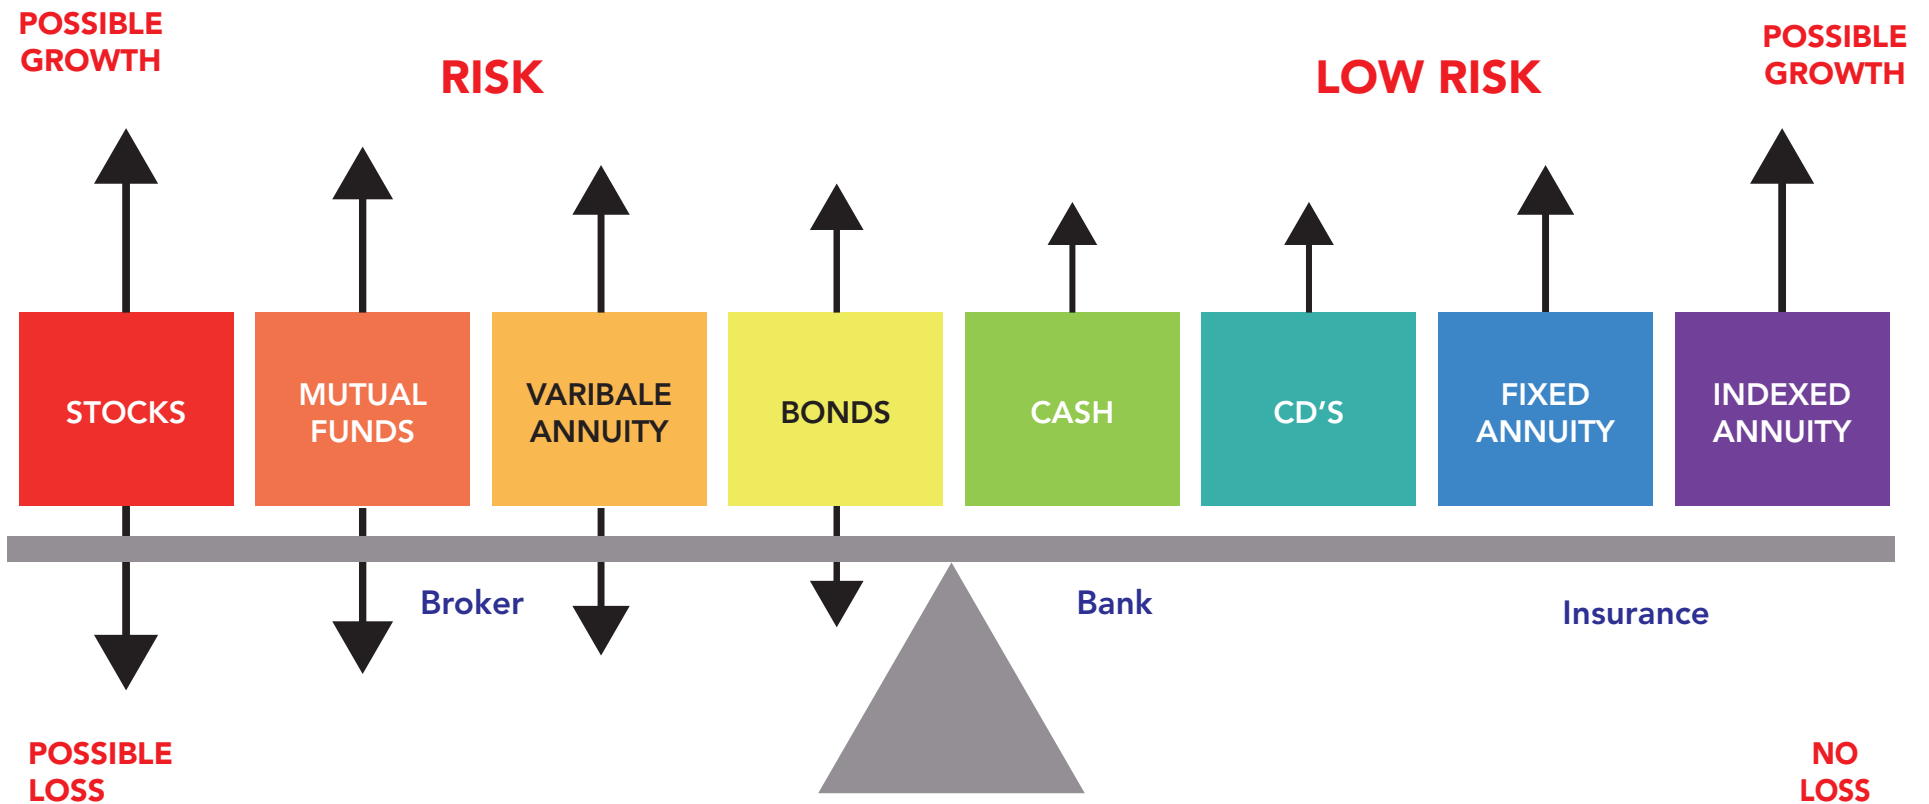 POSSIBLE
GROWTH
RISK
LOW RISK
POSSIBLE
GROWTH
STOCKS
MUTUAL
FUNDS
VARIBALE
ANNUITY
BONDS
CASH
CD'S
FIXED
ANNUITY
INDEXED
ANNUITY
Broker
Bank
Insurance
POSSIBLE
LOSS
NO
LOSS